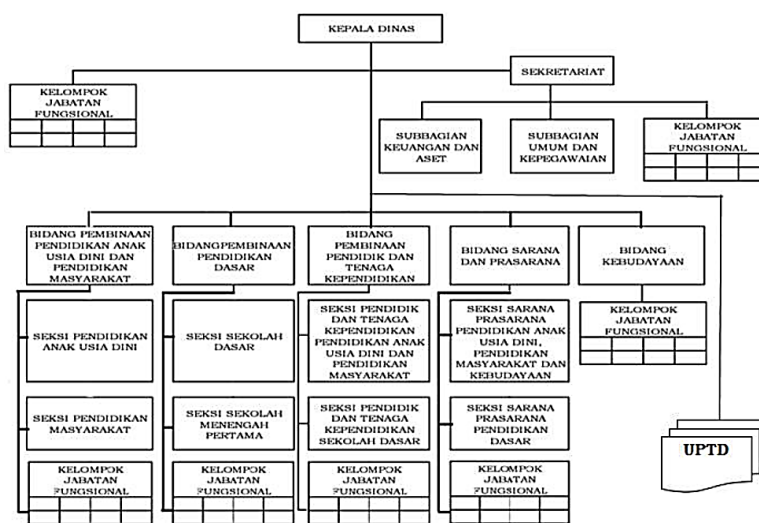 KEPALA DINAS
SEKRETARIAT
KELOMPOK
JABATAN
FUNGSIONAL
SUBBAGIAN
KEUANGAN DAN
ASET
SUBBAGIAN
UMUM DAN
KEPEGAWAIAN
KELOMPOK
JABATAN
FUNGSIONAL
BIDANG PEMBINAAN
PENDIDIKAN ANAK
USIA DINI DAN
PENDIDIKAN
MASYARAKAT
BIDANGPEMBINAAN
PENDIDIKAN
DASAR
BIDANG
PEMBINAAN
PENDIDIK DAN
TENAGA
KEPENDIDIKAN
BIDANG SARANA
DAN PRASARANA
BIDANG
KEBUDAYAAN
SEKSI PENDIDIKAN
ANAK USIA DINI
SEKSI SEKOLAH
DASAR
SEKSI PENDIDIK
DAN TENAGA
KEPENDIDIKAN
PENDIDIKAN ANAK
USIA DINI DAN
PENDIDIKAN
MASYARAKAT
SEKSI SARANA
PRASARANA
PENDIDIKAN ANAK
USIA DINI,
PENDIDIKAN
MASYARAKAT DAN
KEBUDAYAAN
KELOMPOK
JABATAN
FUNGSIONAL
SEKSI PENDIDIKAN
MASYARAKAT
SEKSI SEKOLAH
MENENGAH
PERTAMA
SEKSI PENDIDIK
DAN TENAGA
KEPENDIDIKAN
SEKOLAH DASAR
SEKSI SARANA
PRASARANA
PENDIDIKAN
DASAR
UPTD
KELOMPOK
JABATAN
FUNGSIONAL
KELOMPOK
JABATAN
FUNGSIONAL
KELOMPOK
JABATAN
FUNGSIONAL
KELOMPOK
JABATAN
FUNGSIONAL